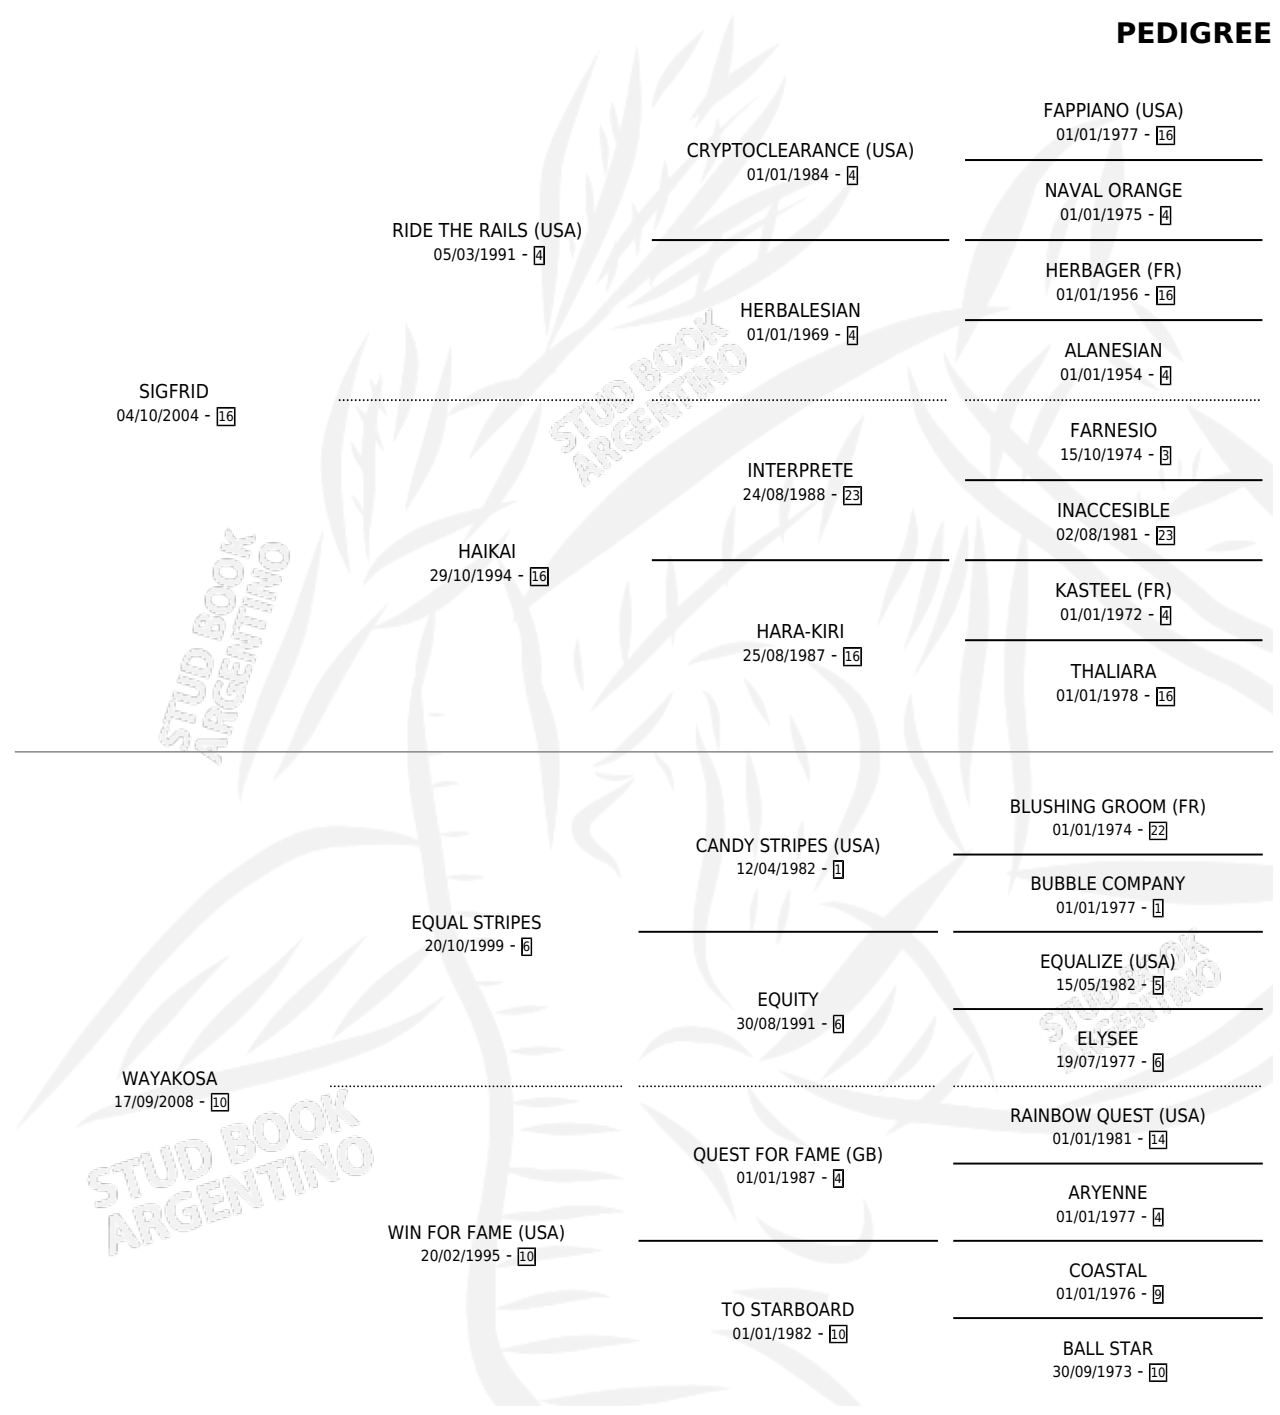 PEDIGREE
FAPPIANO (USA)
01/01/1977 - 16
CRYPTOCLEARANCE (USA)
01/01/1984 - 4
NAVAL ORANGE
01/01/1975 - 4
RIDE THE RAILS (USA)
05/03/1991 - 4
HERBAGER (FR)
01/01/1956 - 16
HERBALESIAN
01/01/1969 - 4
ALANESIAN
01/01/1954 - 4
SIGFRID
04/10/2004 - 16
FARNESIO
15/10/1974 - 3
INTERPRETE
24/08/1988 - 23
INACCESIBLE
02/08/1981 - 23
HAIKAI
29/10/1994 - 16
KASTEEL (FR)
01/01/1972 - 4
HARA-KIRI
25/08/1987 - 16
THALIARA
01/01/1978 - 16
BLUSHING GROOM (FR)
01/01/1974 - 22
CANDY STRIPES (USA)
12/04/1982 - 1
BUBBLE COMPANY
01/01/1977 - 1
EQUAL STRIPES
20/10/1999 - 6
EQUALIZE (USA)
15/05/1982 - 5
EQUITY
30/08/1991 - 6
ELYSEE
19/07/1977 - 6
WAYAKOSA
17/09/2008 - 10
RAINBOW QUEST (USA)
01/01/1981 - 14
QUEST FOR FAME (GB)
01/01/1987 - 4
ARYENNE
01/01/1977 - 4
WIN FOR FAME (USA)
20/02/1995 - 10
COASTAL
01/01/1976 - 9
TO STARBOARD
01/01/1982 - 10
BALL STAR
30/09/1973 - 10
STUD BOOK
ARGENTINO
STUD BOOK
ARGENTINO
STUD BOOK
ARGENTINO
STUD BOOK
ARGENTINO